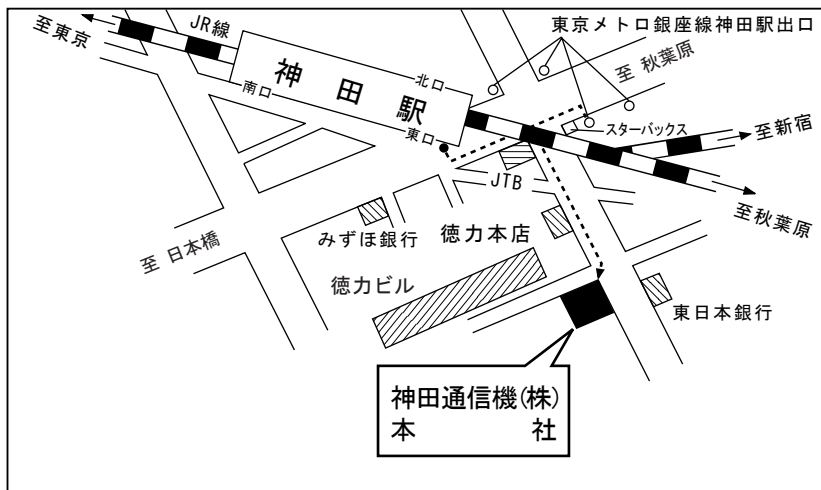 東京メトロ銀座線神田駅出口
JR線
至東京
至 秋葉原
北口
神田駅
南口
東口
スターバックス
至新宿
JTB
至秋葉原
みずほ銀行
徳力本店
至 日本橋
徳力ビル
東日本銀行
神田通信機(株)
本 社